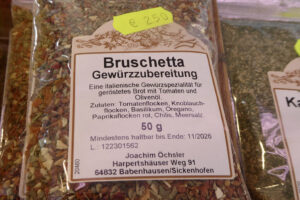 € 2,50
Bruschetta
Gewürzzubereitung
Eine italienische Gewürzspezialität für
geröstetes Brot mit Tomaten und
Olivenöl.
Zutaten: Tomatenflocken, Knoblauch-
flocken, Basilikum, Oregano,
Paprikaflocken rot, Chilis, Meersalz
50 g
Mindestens haltbar bis Ende: 11/2026
L.: 122301562
Joachim Öchsler
Harpertshäuser Weg 91
64832 Babenhausen/Sickenhofen
20460
Ka